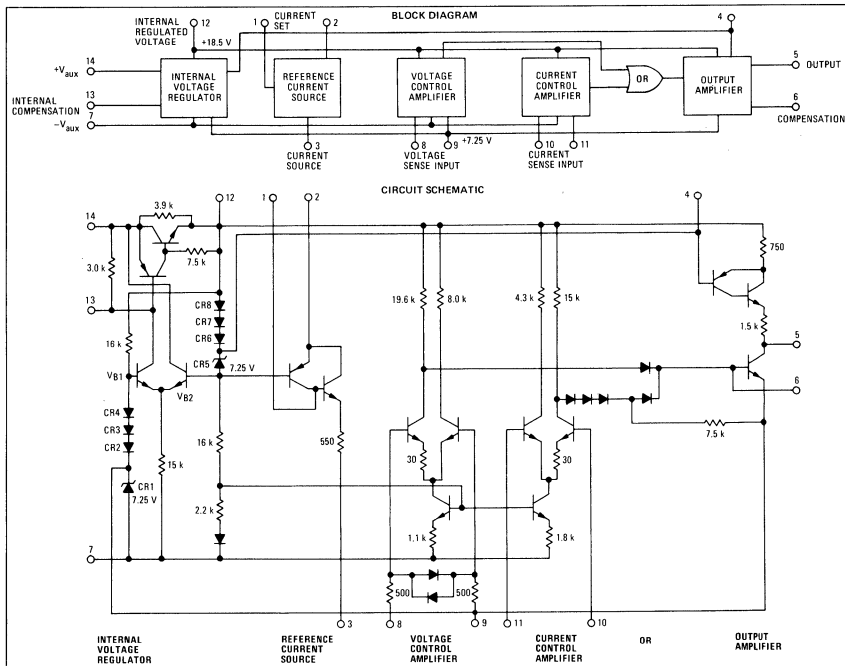 BLOCK DIAGRAM
INTERNAL
REGULATED
VOLTAGE
12
1
CURRENT
SET
2
4
+18.5 V
14
+Vaux
INTERNAL
VOLTAGE
REGULATOR
REFERENCE
CURRENT
SOURCE
VOLTAGE
CONTROL
AMPLIFIER
CURRENT
CONTROL
AMPLIFIER
OR
OUTPUT
AMPLIFIER
5
OUTPUT
INTERNAL
COMPENSATION
13
6
COMPENSATION
7
−Vaux
3
CURRENT
SOURCE
8
9
+7.25 V
VOLTAGE
SENSE INPUT
10
11
CURRENT
SENSE INPUT
CIRCUIT SCHEMATIC
14
3.9 k
12
1
2
4
3.0 k
7.5 k
750
13
CR8
CR7
CR6
CR5
7.25 V
19.6 k
8.0 k
4.3 k
15 k
1.5 k
5
16 k
VB1
VB2
6
CR4
CR3
CR2
550
7.5 k
16 k
30
30
15 k
CR1
7.25 V
2.2 k
1.1 k
1.8 k
7
500
500
3
8
9
11
10
INTERNAL
VOLTAGE
REGULATOR
REFERENCE
CURRENT
SOURCE
VOLTAGE
CONTROL
AMPLIFIER
CURRENT
CONTROL
AMPLIFIER
OR
OUTPUT
AMPLIFIER